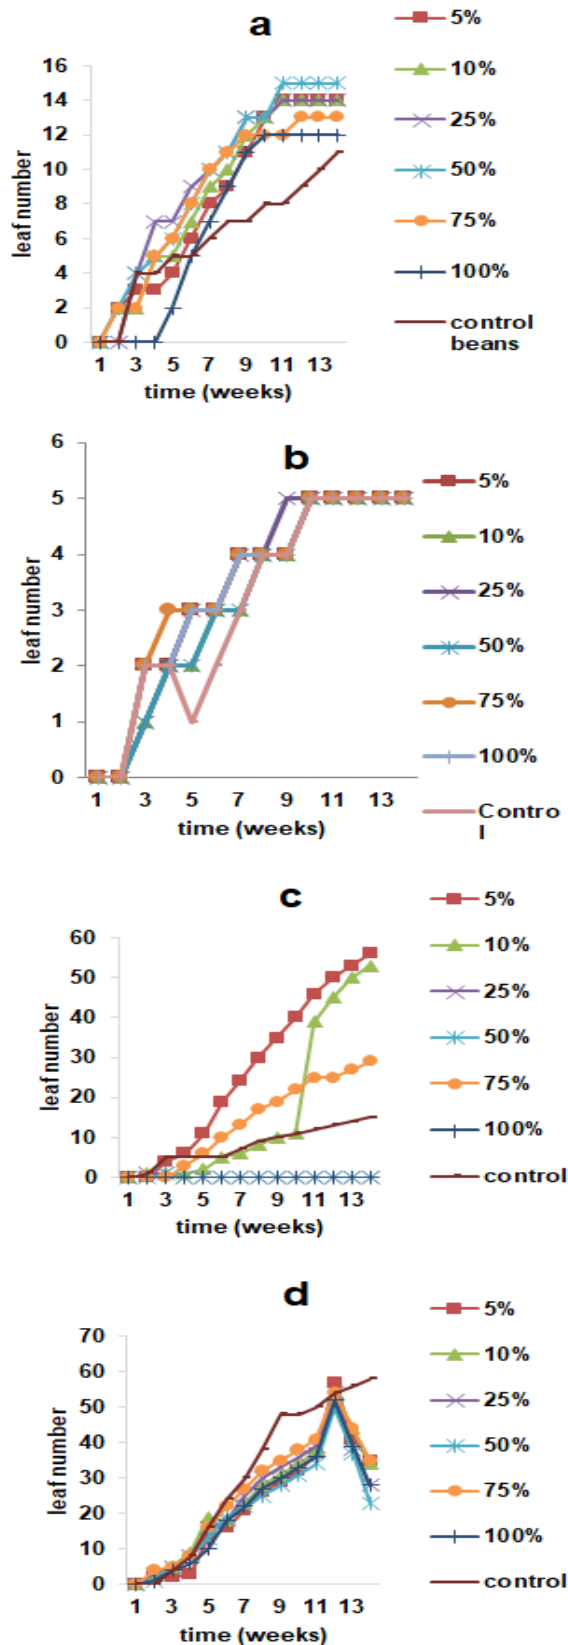 a
5%
10%
25%
50%
75%
100%
control
beans
16
14
12
10
8
6
4
2
0
leaf number
1 3 5 7 9 11 13
time (weeks)
b
5%
10%
25%
50%
75%
100%
Contro
l
6
5
4
3
2
1
0
leaf number
1 3 5 7 9 11 13
time (weeks)
c
5%
10%
25%
50%
75%
100%
control
60
50
40
30
20
10
0
leaf number
1 3 5 7 9 11 13
time (weeks)
d
5%
10%
25%
50%
75%
100%
control
70
60
50
40
30
20
10
0
leaf number
1 3 5 7 9 11 13
time (weeks)